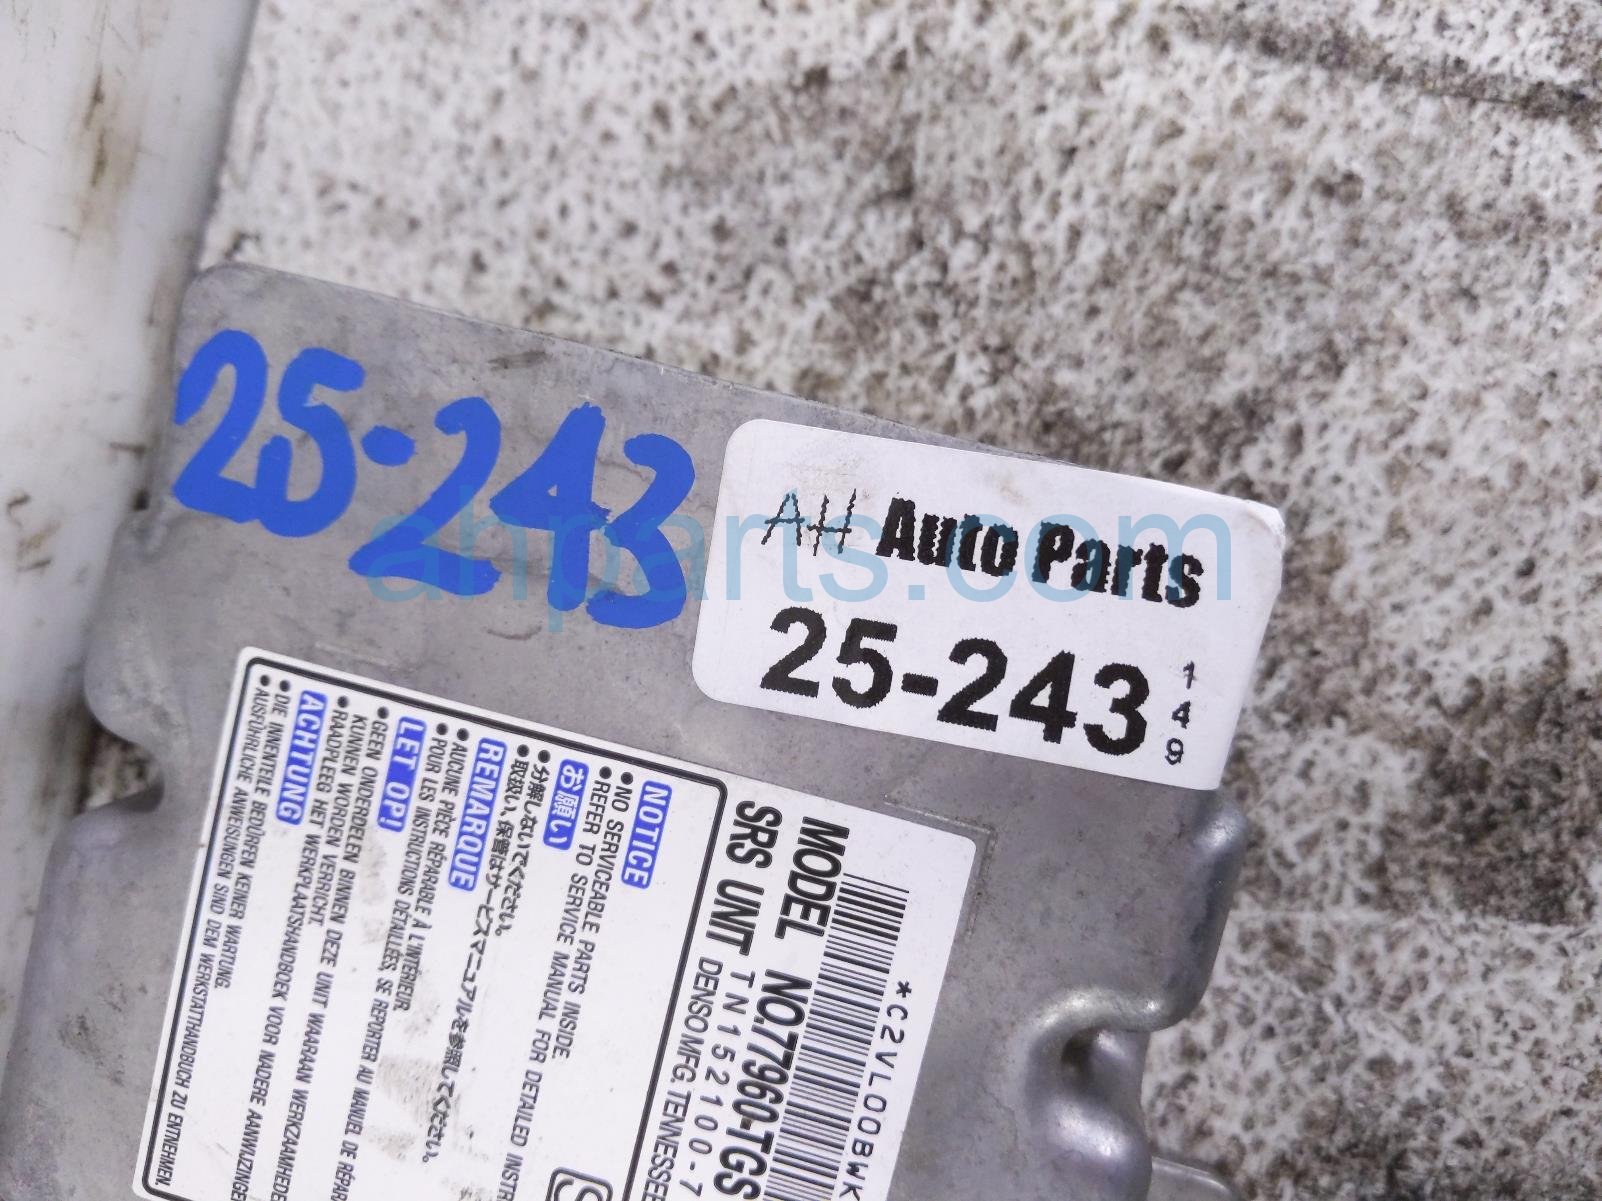 25-243
AH Auto Parts
25-243
149
ahparts.com
*C2VL00BWK
MODEL NO.77960-TGS
SRS UNIT TN152100-7
DENSO MFG. TENNESSEE
NOTICE
•NO SERVICEABLE PARTS INSIDE.
•REFER TO SERVICE MANUAL FOR DETAILED INSTR
お願い
•分解しないでください。
•取扱い、保管はサービスマニュアルを参照してください。
REMARQUE
•AUCUNE PIÈCE RÉPARABLE À L'INTÉRIEUR.
•POUR LES INSTRUCTIONS DÉTAILLÉES, SE REPORTER AU MANUEL DE RÉPAR
LET OP!
•GEEN ONDERDELEN BINNEN DEZE UNIT WAARAN WERKZAAMHEDE
KUNNEN WORDEN VERRICHT.
•RAADPLEEG HET WERKPLAATSHANDBOEK VOOR NADERE AANWIJZINGE
ACHTUNG
•DIE INNENTEILE BEDÜRFEN KEINER WARTUNG.
•AUSFÜHRLICHE ANWEISUNGEN SIND DEM WERKSTATTHANDBUCH ZU ENTNEHMEN.